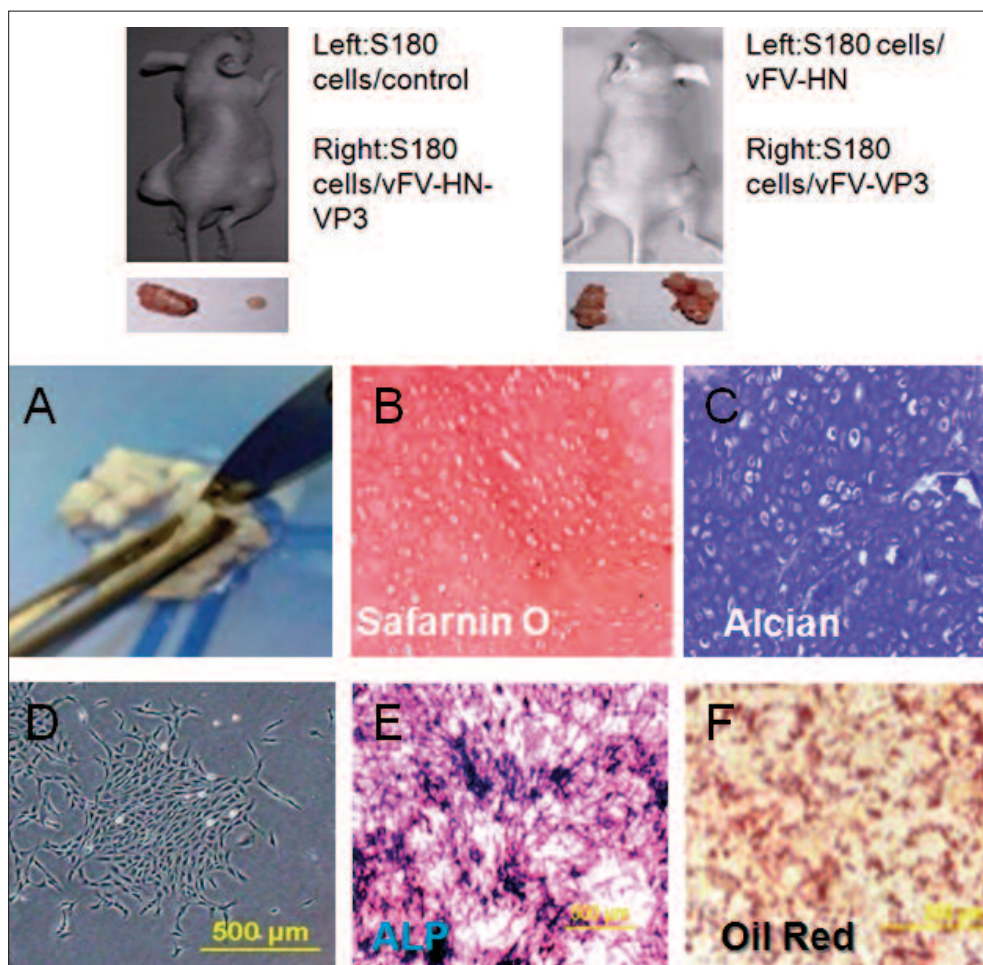 Left:S180
cells/control
Right:S180
cells/vFV-HN-
VP3
Left:S180 cells/
vFV-HN
Right:S180
cells/vFV-VP3
A
B
C
Safarnin O
Alcian
D
E
F
500 μm
ALP
Oil Red